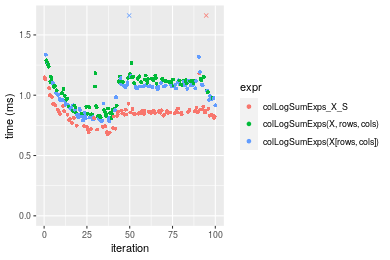 1.5
1.0
0.5
0.0
time (ms)
0
25
50
75
100
iteration
expr
colLogSumExps_X_S
colLogSumExps(X, rows, cols)
colLogSumExps(X[rows, cols])